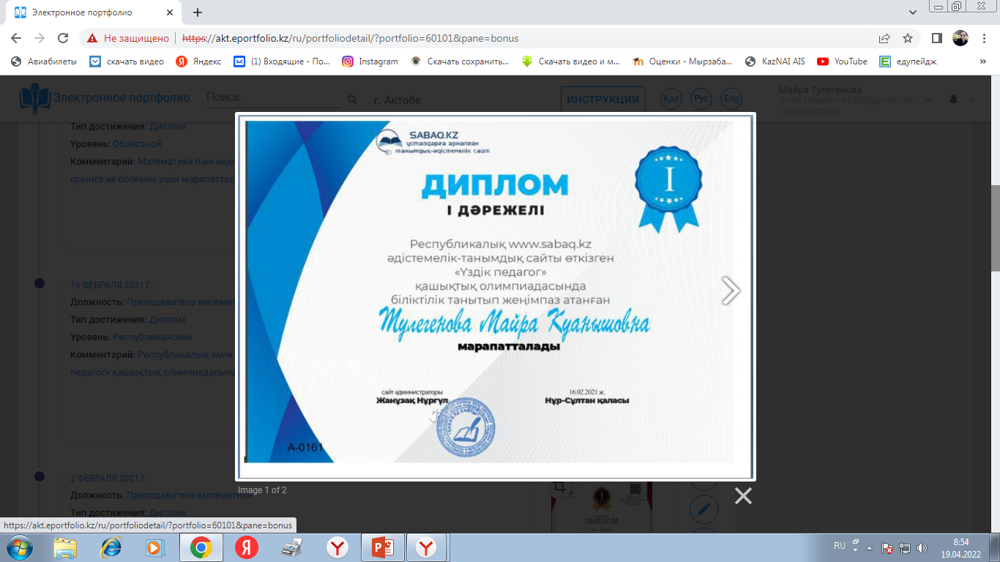 Электронное портфолио
Не защищено
https://akt.eportfolio.kz/ru/portfoliodetail/?portfolio=60101&pane=bonus
Авиабилеты
скачать видео
Яндекс
(1) Входящие - По...
Instagram
Скачать сохранить...
Скачать видео и м...
Оценки - Мырзаба...
KazNAI AIS
YouTube
едупейдж
Электронное портфолио
Поиск
г. Актобе
ИНСТРУКЦИИ
Қаз
Рус
Eng
Майра Тулегенова
maira.tulegenova1982@gmail.com
Пользователь
Тип достижения: Диплом
Уровень: Областной
Комментарий: Математика пәні оқы
орынға ие болғаны үшін марапаттал
16 ФЕВРАЛЯ 2021 Г.
Должность: Преподаватель математ
Тип достижения: Диплом
Уровень: Республиканский
Комментарий: Республикалық www.
педагог» қашықтық олимпиадасынд
2 ФЕВРАЛЯ 2021 Г.
Должность: Преподаватель математики
Тип достижения: Диплом
SABAQ.KZ
ұстаздарға арналған
танымдық-әдістемелік сайт
I
ДИПЛОМ
I ДӘРЕЖЕЛІ
Республикалық www.sabaq.kz
әдістемелік-танымдық сайты өткізген
«Үздік педагог»
қашықтық олимпиадасында
біліктілік танытып жеңімпаз атанған
Тулегенова Майра Куанышовна
марапатталады
сайт администраторы
Жанұзақ Нұргүл
16.02.2021 ж.
Нұр-Сұлтан қаласы
A-0161
Image 1 of 2
ДИПЛОМ
https://akt.eportfolio.kz/ru/portfoliodetail/?portfolio=60101&pane=bonus
RU
8:54
19.04.2022